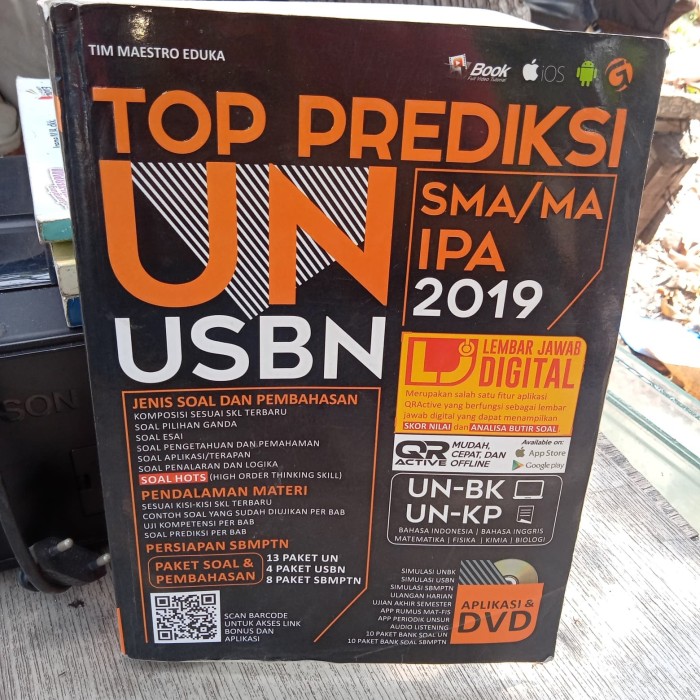 TIM MAESTRO EDUKA
Book
Full Video Tutorial
iOS
TOP PREDIKSI
UN
SMA/MA
IPA
2019
USBN
LEMBAR JAWAB
DIGITAL
Merupakan salah satu fitur aplikasi
QRActive yang berfungsi sebagai lembar
jawab digital yang dapat menampilkan
SKOR NILAI dan ANALISA BUTIR SOAL
QR
ACTIVE
MUDAH,
CEPAT, DAN
OFFLINE
Available on:
App Store
Google play
JENIS SOAL DAN PEMBAHASAN
KOMPOSISI SESUAI SKL TERBARU
SOAL PILIHAN GANDA
SOAL ESAI
SOAL PENGETAHUAN DAN PEMAHAMAN
SOAL APLIKASI/TERAPAN
SOAL PENALARAN DAN LOGIKA
SOAL HOTS (HIGH ORDER THINKING SKILL)
PENDALAMAN MATERI
SESUAI KISI-KISI SKL TERBARU
CONTOH SOAL YANG SUDAH DIUJIKAN PER BAB
UJI KOMPETENSI PER BAB
SOAL PREDIKSI PER BAB
PERSIAPAN SBMPTN
PAKET SOAL &
PEMBAHASAN
13 PAKET UN
4 PAKET USBN
8 PAKET SBMPTN
SCAN BARCODE
UNTUK AKSES LINK
BONUS DAN
APLIKASI
UN-BK
UN-KP
BAHASA INDONESIA | BAHASA INGGRIS
MATEMATIKA | FISIKA | KIMIA | BIOLOGI
SIMULASI UNBK
SIMULASI USBN
SIMULASI SBMPTN
ULANGAN HARIAN
UJIAN AKHIR SEMESTER
APP RUMUS MAT-FIS
APP PERIODIK UNSUR
AUDIO LISTENING
10 PAKET BANK SOAL UN
10 PAKET BANK SOAL SBMPTN
APLIKASI &
DVD